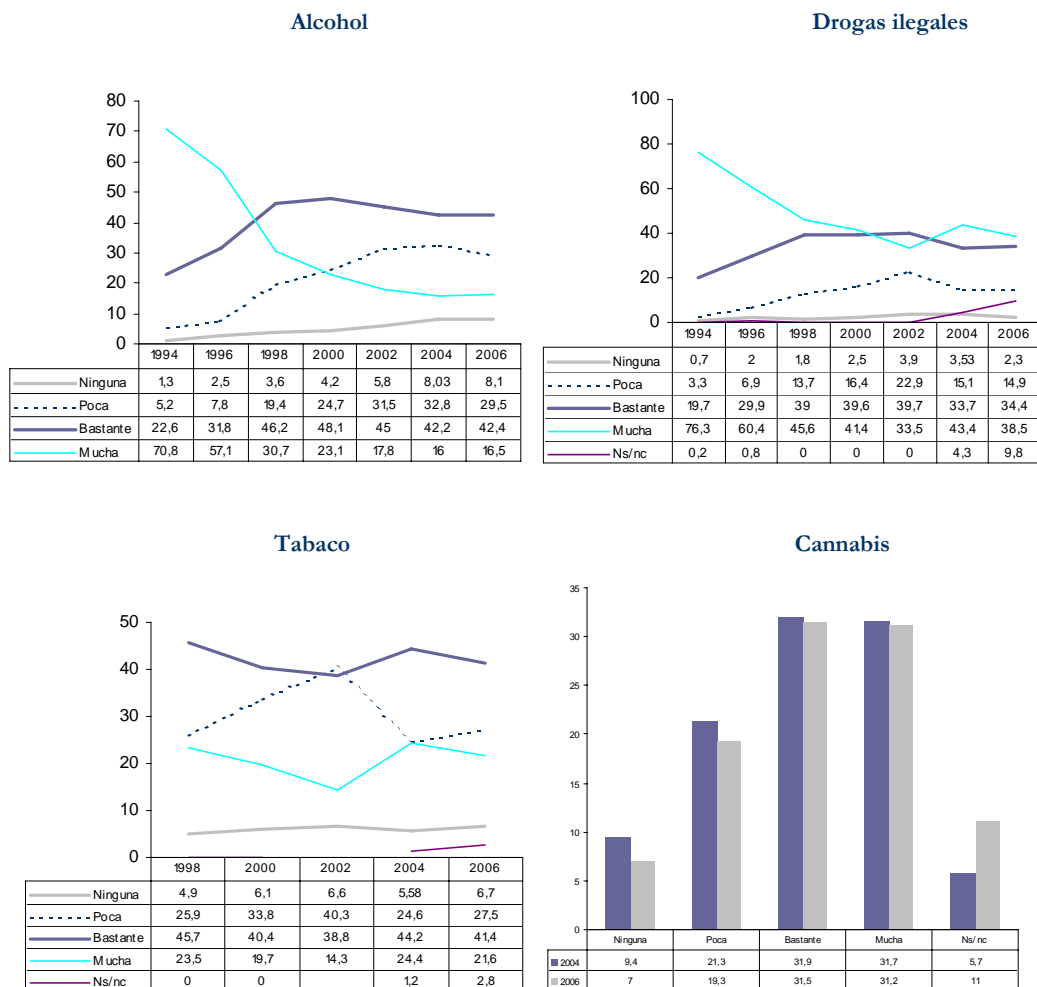 Alcohol
80
70
60
50
40
30
20
10
0
1994 1996 1998 2000 2002 2004 2006
Ninguna 1,3 2,5 3,6 4,2 5,8 8,03 8,1
Poca 5,2 7,8 19,4 24,7 31,5 32,8 29,5
Bastante 22,6 31,8 46,2 48,1 45 42,2 42,4
Mucha 70,8 57,1 30,7 23,1 17,8 16 16,5
Drogas ilegales
100
80
60
40
20
0
1994 1996 1998 2000 2002 2004 2006
Ninguna 0,7 2 1,8 2,5 3,9 3,53 2,3
Poca 3,3 6,9 13,7 16,4 22,9 15,1 14,9
Bastante 19,7 29,9 39 39,6 39,7 33,7 34,4
Mucha 76,3 60,4 45,6 41,4 33,5 43,4 38,5
Ns/nc 0,2 0,8 0 0 0 4,3 9,8
Tabaco
50
40
30
20
10
0
1998 2000 2002 2004 2006
Ninguna 4,9 6,1 6,6 5,58 6,7
Poca 25,9 33,8 40,3 24,6 27,5
Bastante 45,7 40,4 38,8 44,2 41,4
Mucha 23,5 19,7 14,3 24,4 21,6
Ns/nc 0 0 1,2 2,8
Cannabis
35
30
25
20
15
10
5
0
Ninguna Poca Bastante Mucha Ns/nc
2004 9,4 21,3 31,9 31,7 5,7
2006 7 19,3 31,5 31,2 11